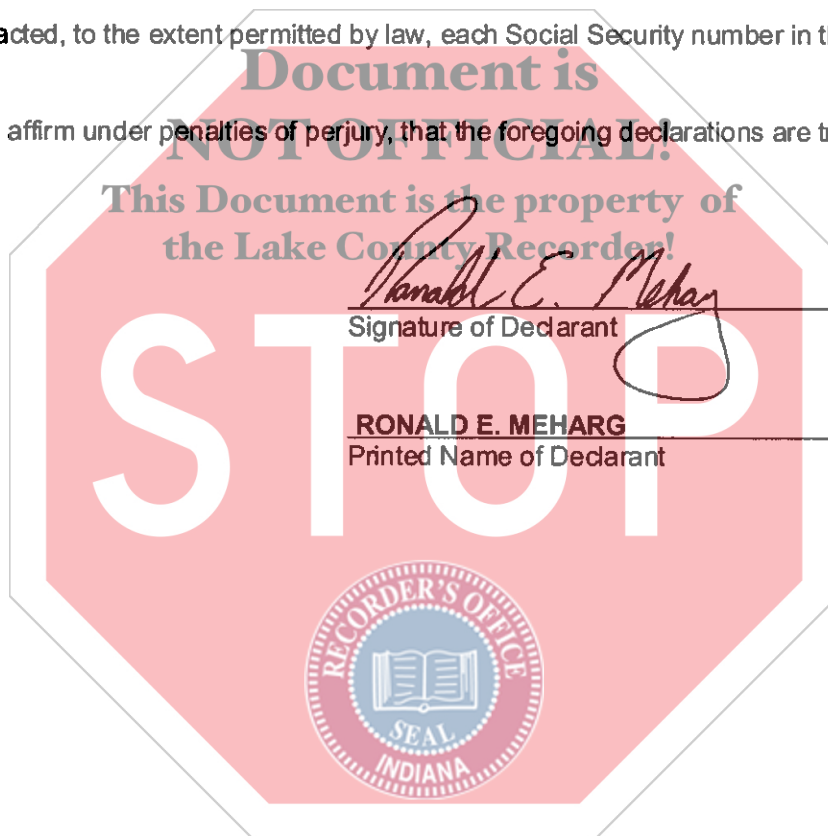 acted, to the extent permitted by law, each Social Security number in t
Document is
affirm under penalties of perjury, that the foregoing declarations are t
NOT OFFICIAL!
This Document is the property of
the Lake County Recorder!
Ronald E. Meharg
Signature of Declarant
STOP
RONALD E. MEHARG
Printed Name of Declarant
RECORDER'S OFFICE
SEAL
INDIANA